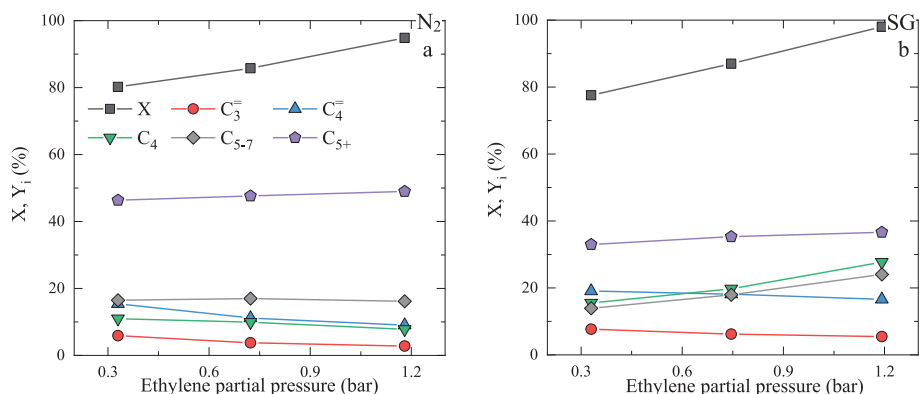 100
80
60
40
20
0
X, Yᵢ (%)
N₂
a
X
C₃⁼
C₄⁼
C₄
C₅₋₇
C₅₊
0.3
0.6
0.9
1.2
Ethylene partial pressure (bar)
100
80
60
40
20
0
X, Yᵢ (%)
SG
b
0.3
0.6
0.9
1.2
Ethylene partial pressure (bar)